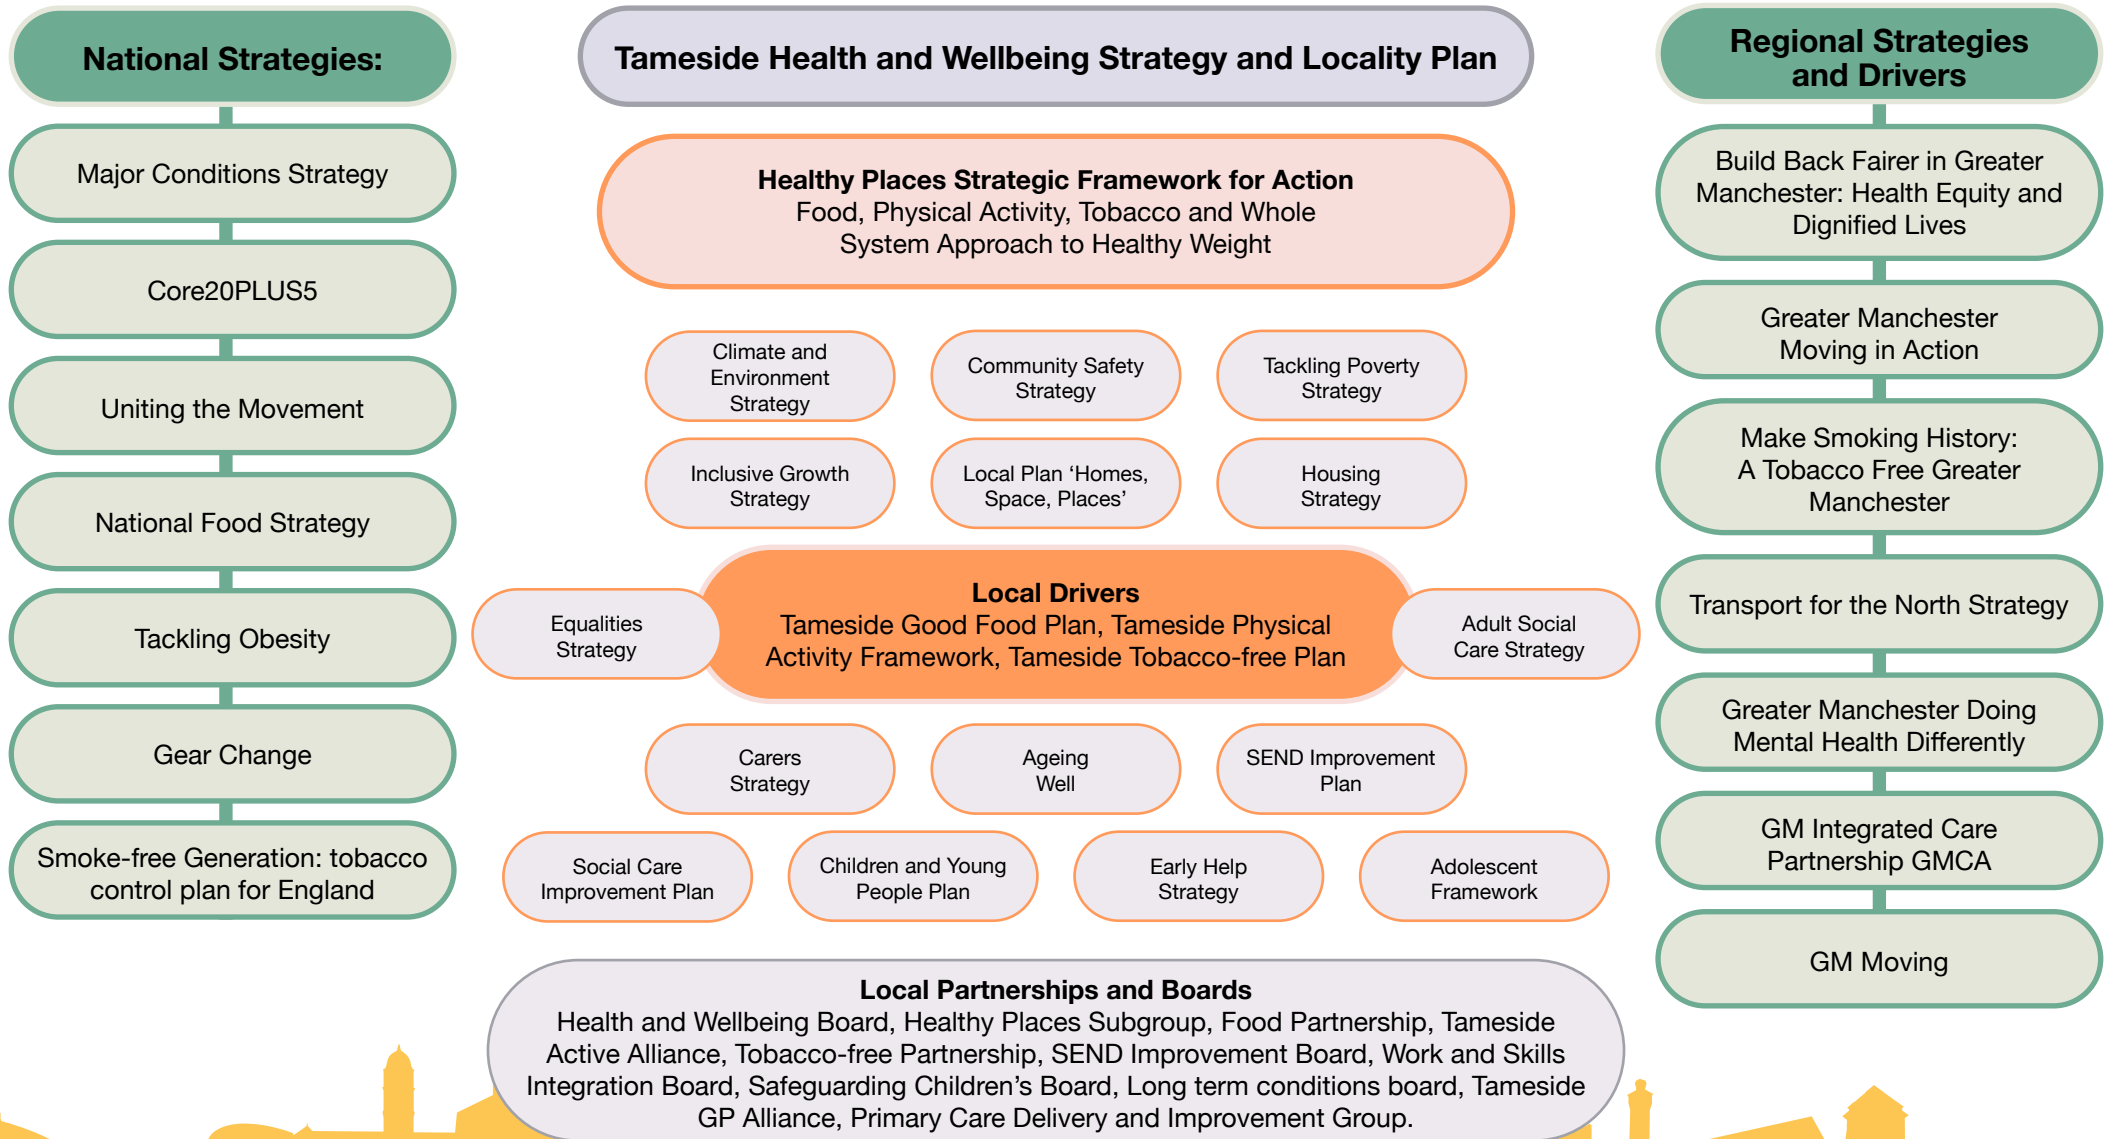 National Strategies:
Major Conditions Strategy
Core20PLUS5
Uniting the Movement
National Food Strategy
Tackling Obesity
Gear Change
Smoke-free Generation: tobacco
control plan for England
Tameside Health and Wellbeing Strategy and Locality Plan
Healthy Places Strategic Framework for Action
Food, Physical Activity, Tobacco and Whole
System Approach to Healthy Weight
Climate and
Environment
Strategy
Community Safety
Strategy
Tackling Poverty
Strategy
Inclusive Growth
Strategy
Local Plan ‘Homes,
Space, Places’
Housing
Strategy
Equalities
Strategy
Local Drivers
Tameside Good Food Plan, Tameside Physical
Activity Framework, Tameside Tobacco-free Plan
Adult Social
Care Strategy
Carers
Strategy
Ageing
Well
SEND Improvement
Plan
Social Care
Improvement Plan
Children and Young
People Plan
Early Help
Strategy
Adolescent
Framework
Local Partnerships and Boards
Health and Wellbeing Board, Healthy Places Subgroup, Food Partnership, Tameside
Active Alliance, Tobacco-free Partnership, SEND Improvement Board, Work and Skills
Integration Board, Safeguarding Children’s Board, Long term conditions board, Tameside
GP Alliance, Primary Care Delivery and Improvement Group.
Regional Strategies
and Drivers
Build Back Fairer in Greater
Manchester: Health Equity and
Dignified Lives
Greater Manchester
Moving in Action
Make Smoking History:
A Tobacco Free Greater
Manchester
Transport for the North Strategy
Greater Manchester Doing
Mental Health Differently
GM Integrated Care
Partnership GMCA
GM Moving